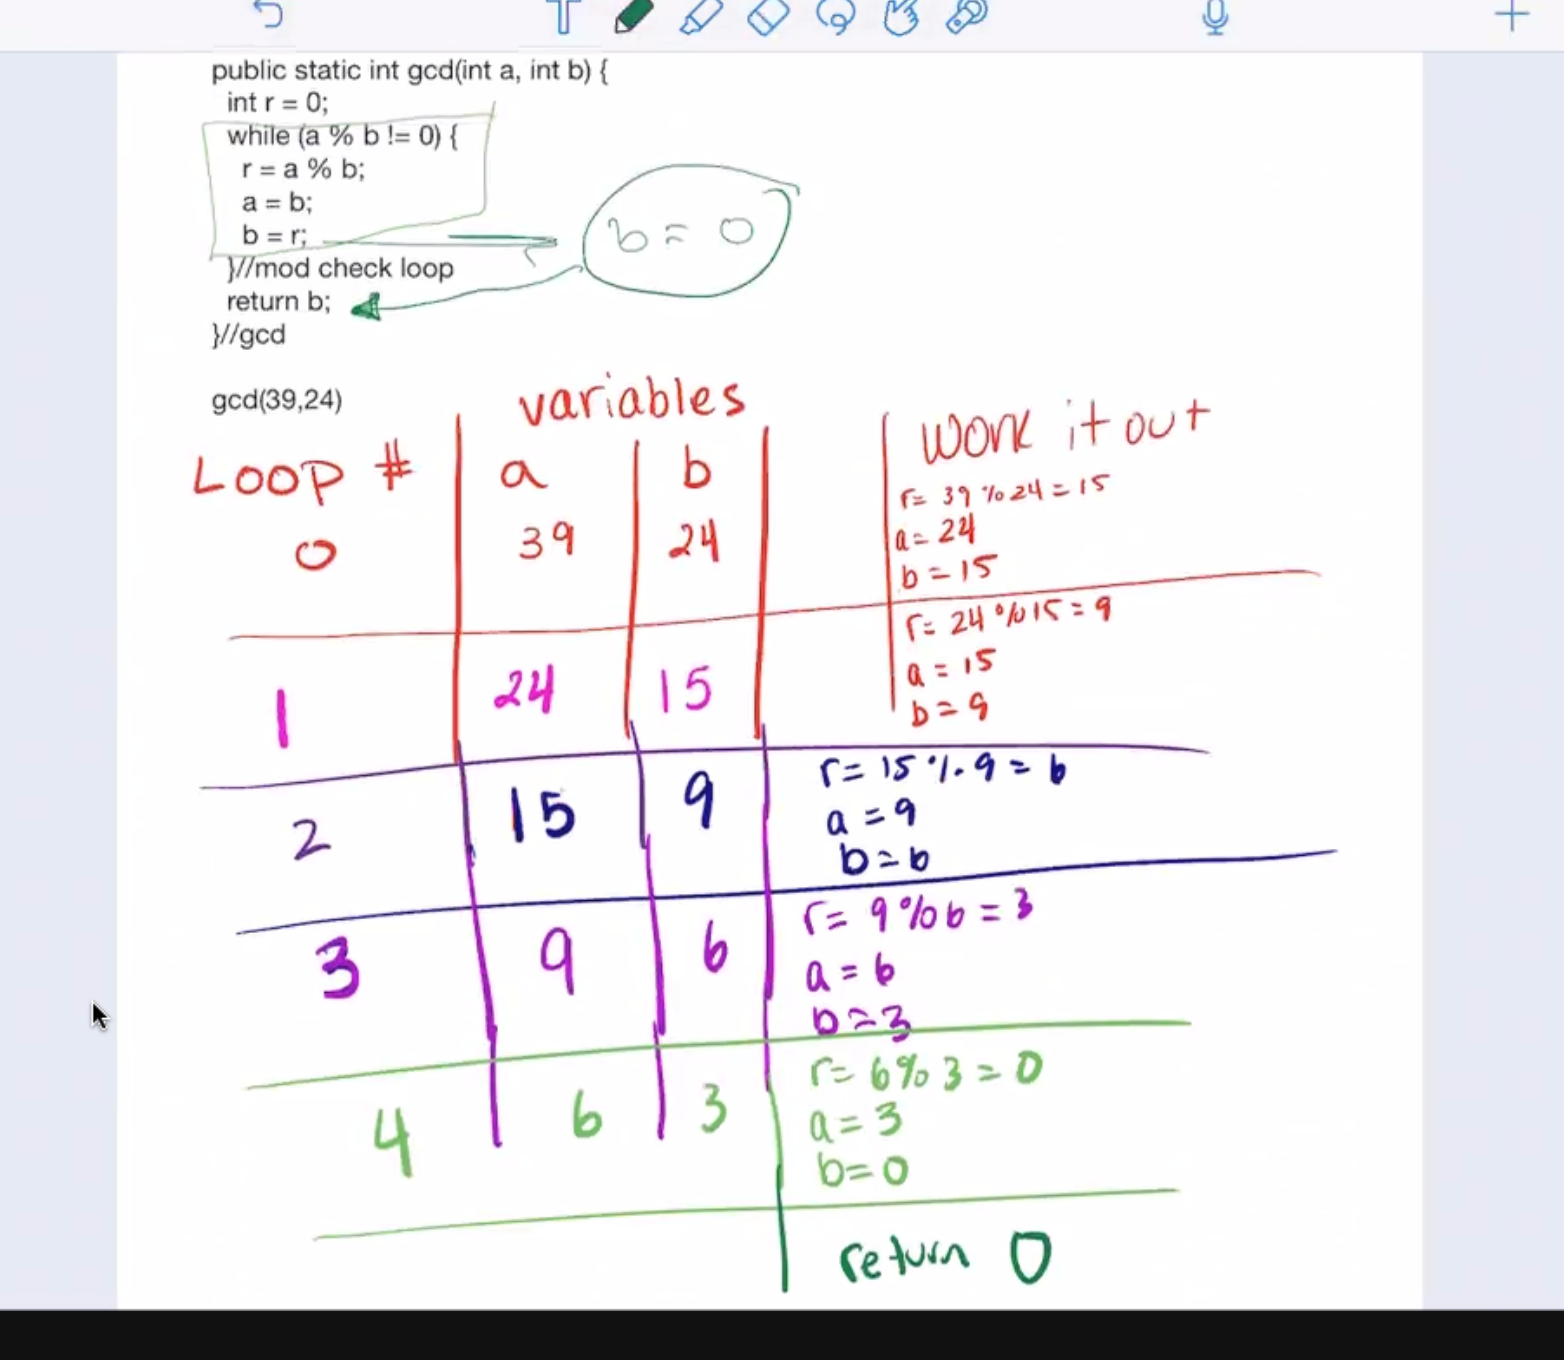 public static int gcd(int a, int b) {
int r = 0;
while (a % b != 0) {
r = a % b;
a = b;
b = r;
b = 0
}//mod check loop
return b;
}//gcd
gcd(39,24)
variables
work it out
Loop #
a
b
0
39
24
r= 39 % 24 = 15
a= 24
b = 15
1
24
15
r= 24 % 15 = 9
a = 15
b = 9
2
15
9
r= 15 % 9 = 6
a = 9
b = 6
3
9
6
r= 9 % 6 = 3
a = 6
b = 3
4
6
3
r= 6 % 3 = 0
a = 3
b = 0
return 0